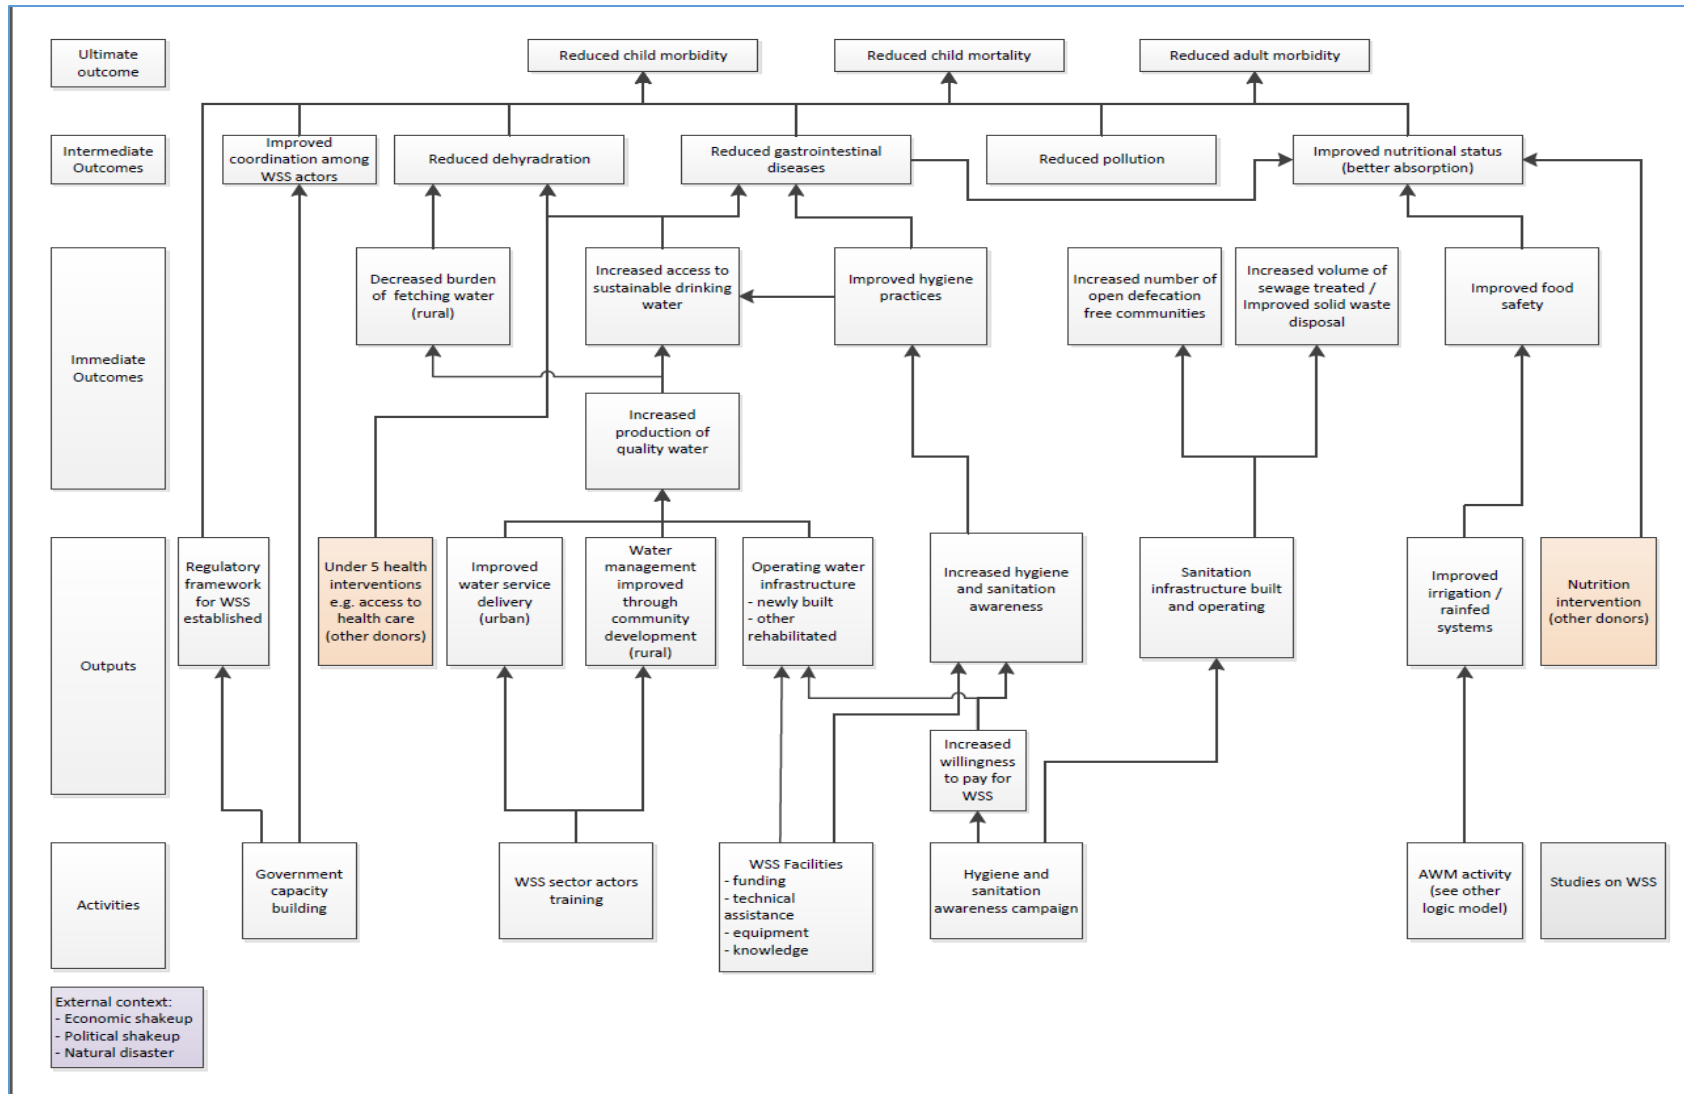 Ultimate
outcome
Reduced child morbidity
Reduced child mortality
Reduced adult morbidity
Intermediate
Outcomes
Improved
coordination among
WSS actors
Reduced dehyradration
Reduced gastrointestinal
diseases
Reduced pollution
Improved nutritional status
(better absorption)
Immediate
Outcomes
Decreased burden
of fetching water
(rural)
Increased access to
sustainable drinking
water
Improved hygiene
practices
Increased number of
open defecation
free communities
Increased volume of
sewage treated /
Improved solid waste
disposal
Improved food
safety
Increased
production of
quality water
Outputs
Regulatory
framework
for WSS
established
Under 5 health
interventions
e.g. access to
health care
(other donors)
Improved
water service
delivery
(urban)
Water
management
improved
through
community
development
(rural)
Operating water
infrastructure
- newly built
- other
rehabilitated
Increased hygiene
and sanitation
awareness
Sanitation
infrastructure built
and operating
Improved
irrigation /
rainfed
systems
Nutrition
intervention
(other donors)
Increased
willingness
to pay for
WSS
Activities
Government
capacity
building
WSS sector actors
training
WSS Facilities
- funding
- technical
assistance
- equipment
- knowledge
Hygiene and
sanitation
awareness campaign
AWM activity
(see other
logic model)
Studies on WSS
External context:
- Economic shakeup
- Political shakeup
- Natural disaster